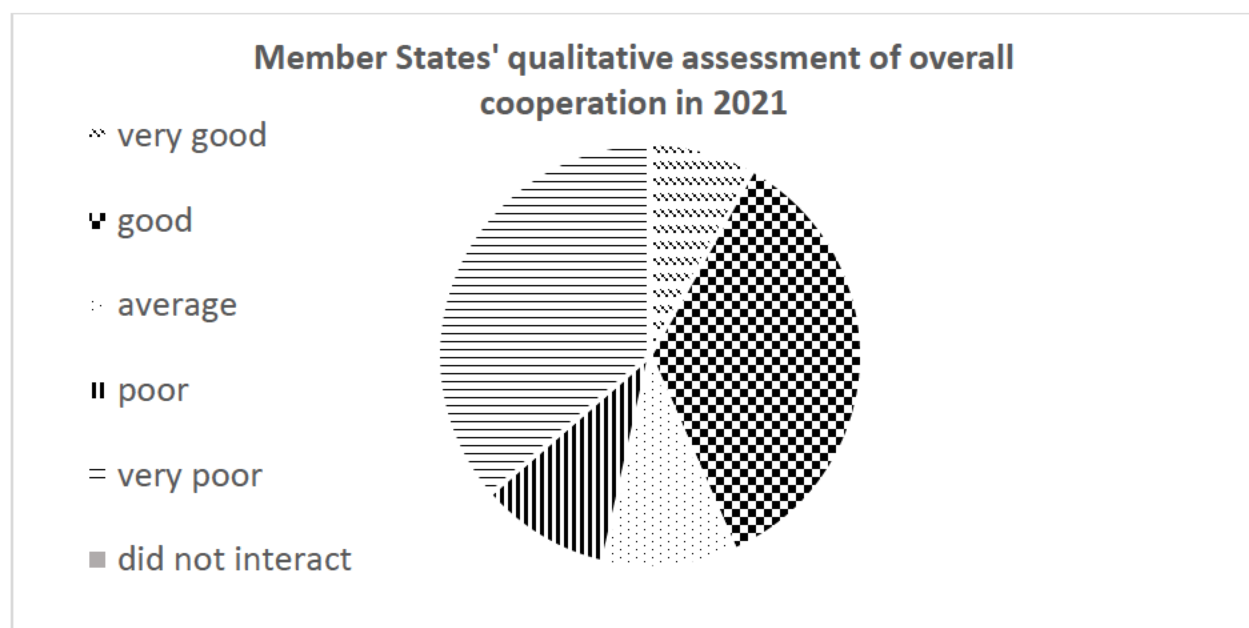 Member States' qualitative assessment of overall
cooperation in 2021
very good
good
average
poor
very poor
did not interact